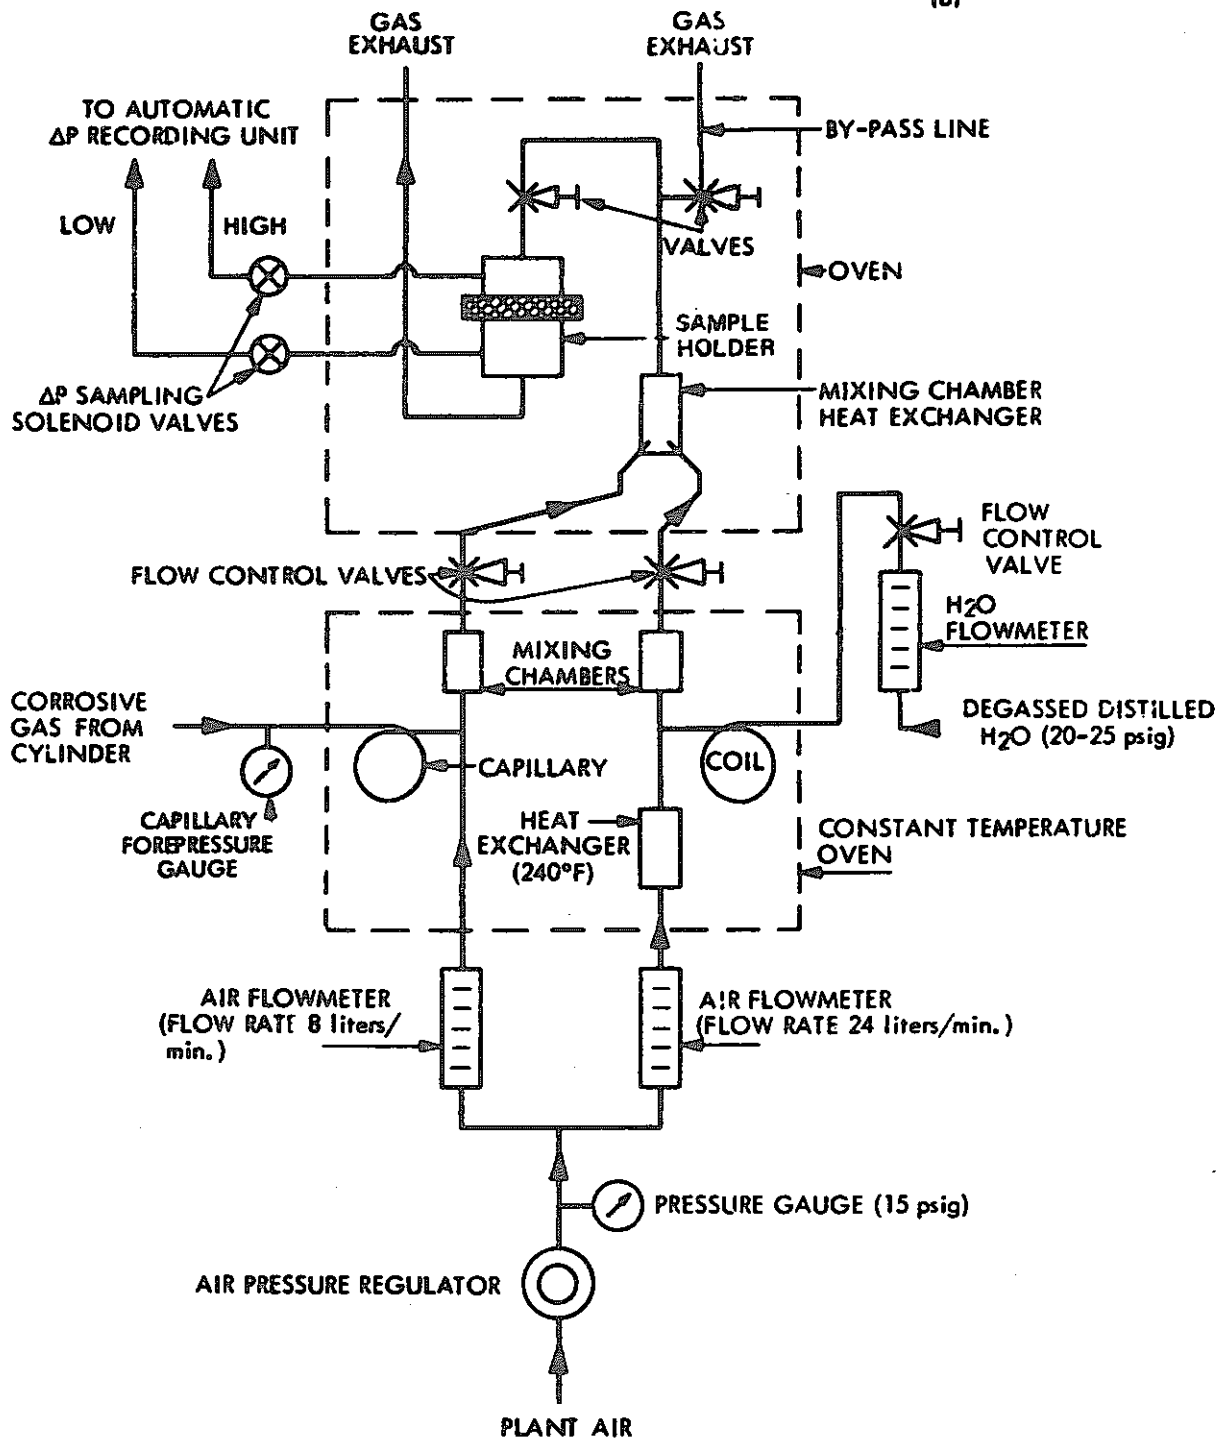 GAS
EXHAUST
GAS
EXHAUST
TO AUTOMATIC
ΔP RECORDING UNIT
BY-PASS LINE
LOW
HIGH
VALVES
OVEN
SAMPLE
HOLDER
ΔP SAMPLING
SOLENOID VALVES
MIXING CHAMBER
HEAT EXCHANGER
FLOW
CONTROL
VALVE
FLOW CONTROL VALVES
H2O
FLOWMETER
MIXING
CHAMBERS
CORROSIVE
GAS FROM
CYLINDER
DEGASSED DISTILLED
H2O (20-25 psig)
CAPILLARY
COIL
CAPILLARY
FOREPRESSURE
GAUGE
HEAT
EXCHANGER
(240°F)
CONSTANT TEMPERATURE
OVEN
AIR FLOWMETER
(FLOW RATE 8 liters/
min.)
AIR FLOWMETER
(FLOW RATE 24 liters/min.)
PRESSURE GAUGE (15 psig)
AIR PRESSURE REGULATOR
PLANT AIR